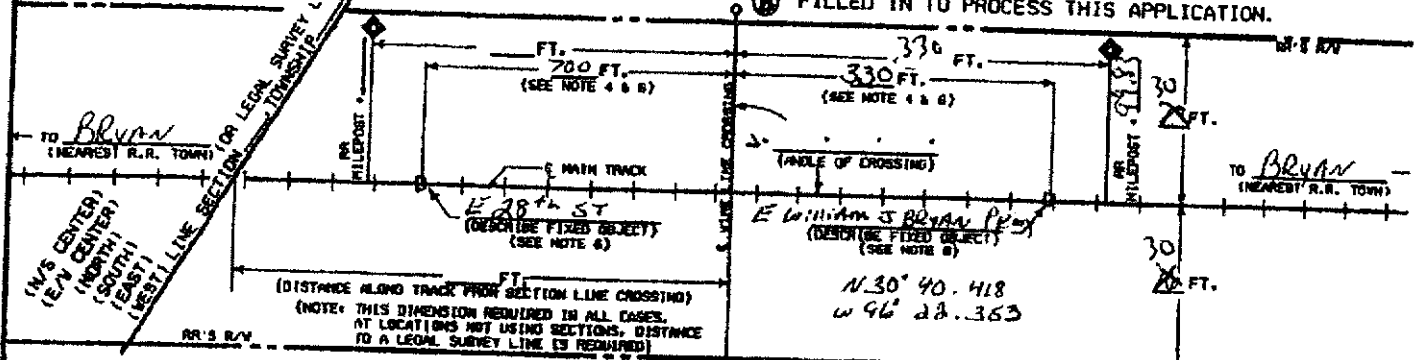 FILLED IN TO PROCESS THIS APPLICATION.
(OR LEGAL SURVEY L
TOWNSHIP
RR'S R/W
FT.
330 FT.
700 FT.
(SEE NOTE 4 & 6)
330 FT.
(SEE NOTE 4 & 6)
30
FT.
TO BRYAN
(NEAREST R.R. TOWN)
RR MILEPOST
WIRE LINE CROSSING
(ANGLE OF CROSSING)
RR MILEPOST
TO BRYAN
(NEAREST R.R. TOWN)
MAIN TRACK
E 28th ST
(DESCRIBE FIXED OBJECT)
(SEE NOTE 6)
E William J BRYAN Pkwy
(DESCRIBE FIXED OBJECT)
(SEE NOTE 6)
(N/S CENTER)
(E/W CENTER)
(NORTH)
(SOUTH)
(EAST)
(WEST) LINE SECTION
FT.
(DISTANCE ALONG TRACK FROM SECTION LINE CROSSING)
(NOTE: THIS DIMENSION REQUIRED IN ALL CASES.
AT LOCATIONS NOT USING SECTIONS, DISTANCE
TO A LEGAL SURVEY LINE IS REQUIRED)
N 30° 40.418
W 96° 22.353
30
FT.
RR'S R/W